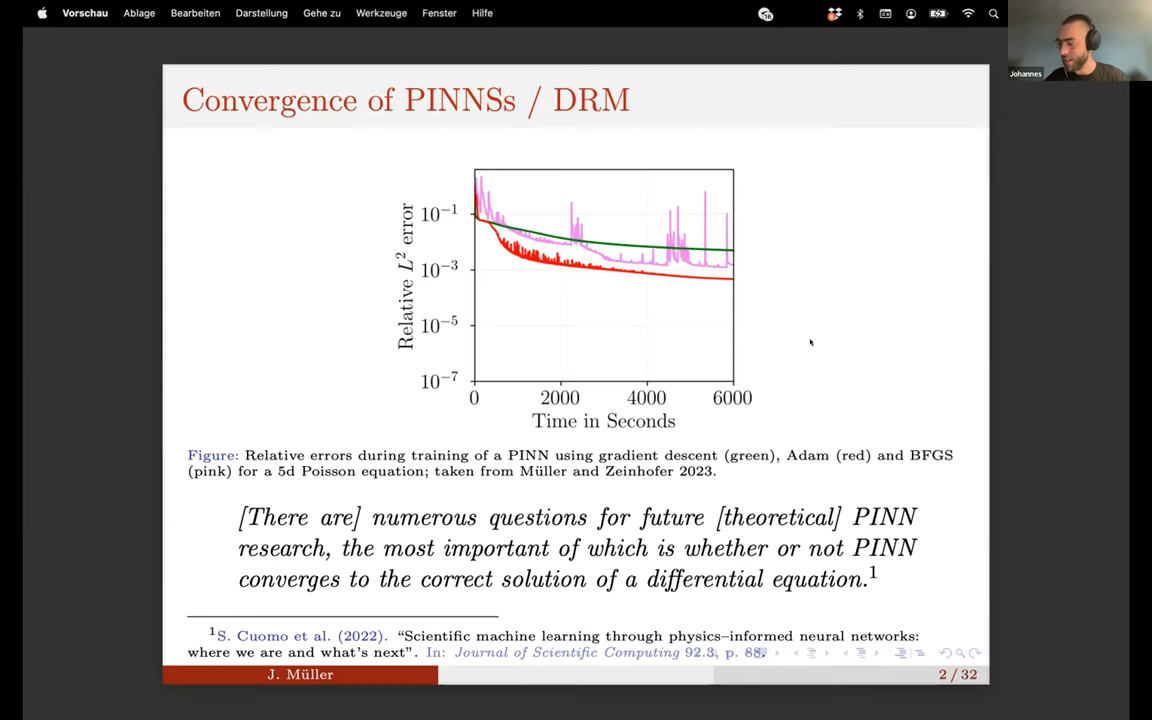 Vorschau Ablage Bearbeiten Darstellung Gehe zu Werkzeuge Fenster Hilfe
Johannes
Convergence of PINNSs / DRM
Relative L² error
10⁻¹
10⁻³
10⁻⁵
10⁻⁷
0 2000 4000 6000
Time in Seconds
Figure: Relative errors during training of a PINN using gradient descent (green), Adam (red) and BFGS
(pink) for a 5d Poisson equation; taken from Müller and Zeinhofer 2023.
[There are] numerous questions for future [theoretical] PINN
research, the most important of which is whether or not PINN
converges to the correct solution of a differential equation.¹
¹S. Cuomo et al. (2022). “Scientific machine learning through physics–informed neural networks:
where we are and what's next”. In: Journal of Scientific Computing 92.3, p. 88.
J. Müller
2 / 32